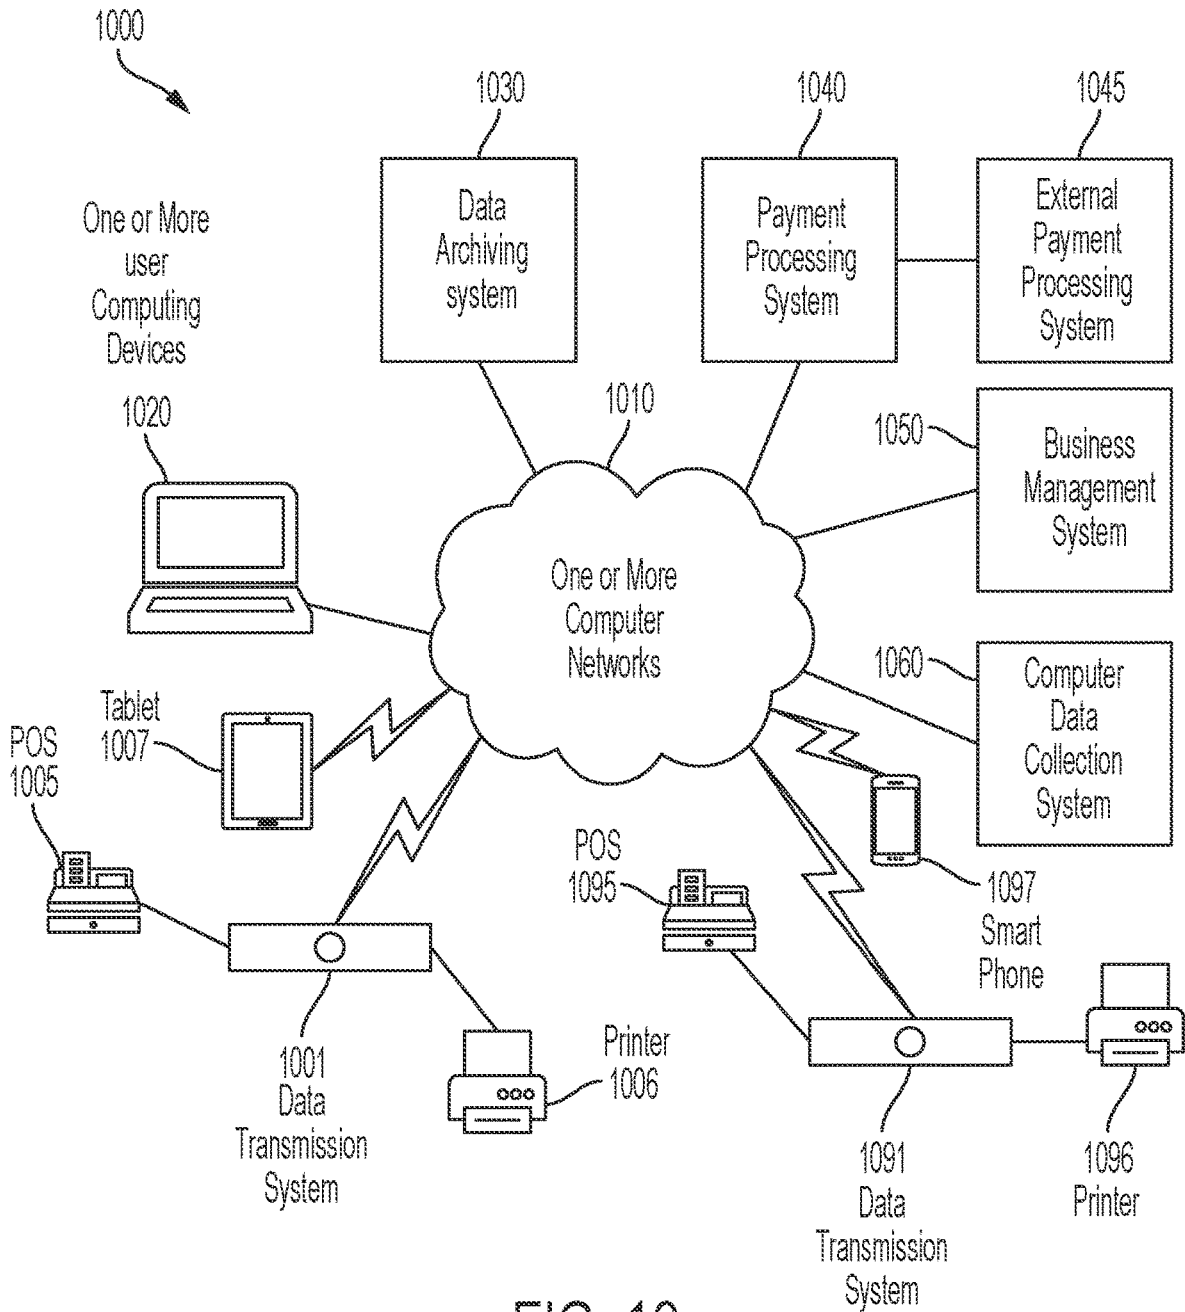 1000
1030
1040
1045
One or More
user
Computing
Devices
Data
Archiving
system
Payment
Processing
System
External
Payment
Processing
System
1020
1010
1050
Business
Management
System
One or More
Computer
Networks
1060
Computer
Data
Collection
System
Tablet
1007
POS
1005
POS
1095
1097
Smart
Phone
1001
Data
Transmission
System
Printer
1006
1091
Data
Transmission
System
1096
Printer